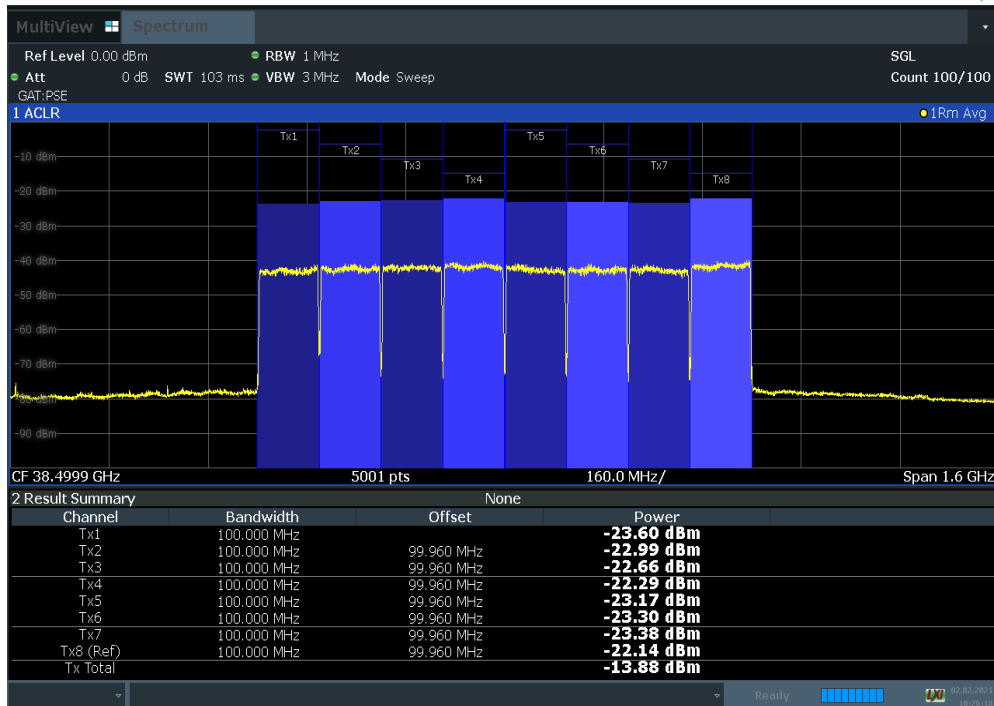 MultiView Spectrum
Ref Level 0.00 dBm RBW 1 MHz SGL
Att 0 dB SWT 103 ms VBW 3 MHz Mode Sweep Count 100/100
GAT:PSE
1 ACLR 1Rm Avg
Tx1 Tx5
Tx2 Tx6
-10 dBm
Tx3 Tx7
Tx4 Tx8
-20 dBm
-30 dBm
-40 dBm
-50 dBm
-60 dBm
-70 dBm
-90 dBm
CF 38.4999 GHz 5001 pts 160.0 MHz/ Span 1.6 GHz
2 Result Summary None
Channel Bandwidth Offset Power
Tx1 100.000 MHz -23.60 dBm
Tx2 100.000 MHz 99.960 MHz -22.99 dBm
Tx3 100.000 MHz 99.960 MHz -22.66 dBm
Tx4 100.000 MHz 99.960 MHz -22.29 dBm
Tx5 100.000 MHz 99.960 MHz -23.17 dBm
Tx6 100.000 MHz 99.960 MHz -23.30 dBm
Tx7 100.000 MHz 99.960 MHz -23.38 dBm
Tx8 (Ref) 100.000 MHz 99.960 MHz -22.14 dBm
Tx Total -13.88 dBm
Ready LXI 02.02.2021